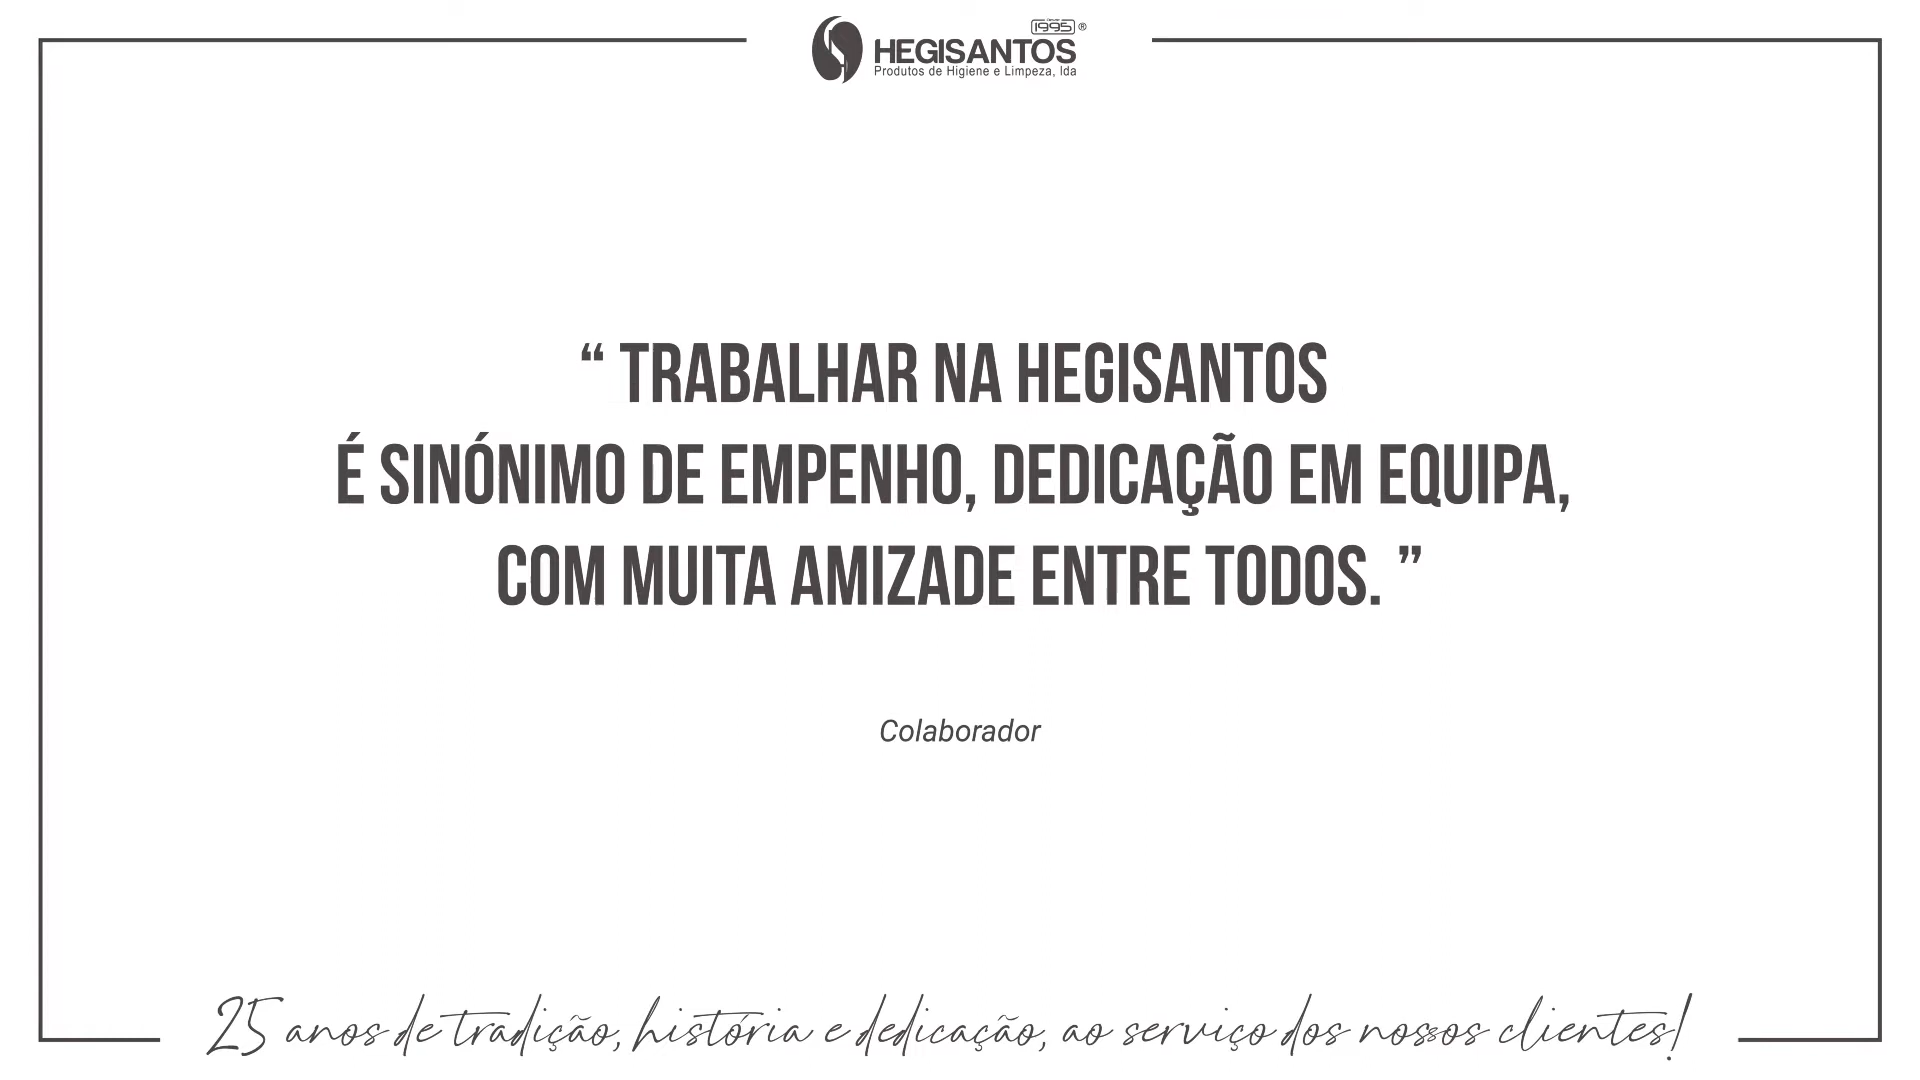 Desde
1995 ®
HEGISANTOS
Produtos de Higiene e Limpeza, lda
“ TRABALHAR NA HEGISANTOS
É SINÓNIMO DE EMPENHO, DEDICAÇÃO EM EQUIPA,
COM MUITA AMIZADE ENTRE TODOS. ”
Colaborador
25 anos de tradição, história e dedicação, ao serviço dos nossos clientes!